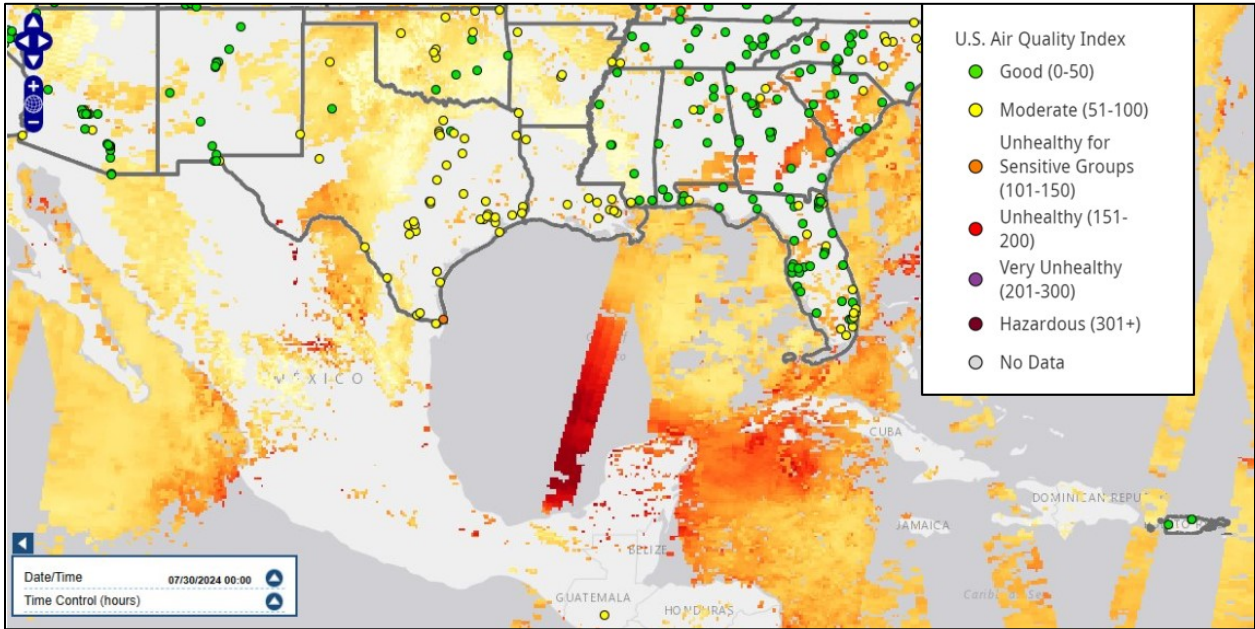 U.S. Air Quality Index
Good (0-50)
Moderate (51-100)
Unhealthy for
Sensitive Groups
(101-150)
Unhealthy (151-
200)
Very Unhealthy
(201-300)
Hazardous (301+)
No Data
MÉXICO
CUBA
DOMINICAN
JAMAICA
BELIZE
GUATEMALA
HONDURAS
Date/Time 07/30/2024 00:00
Time Control (hours)